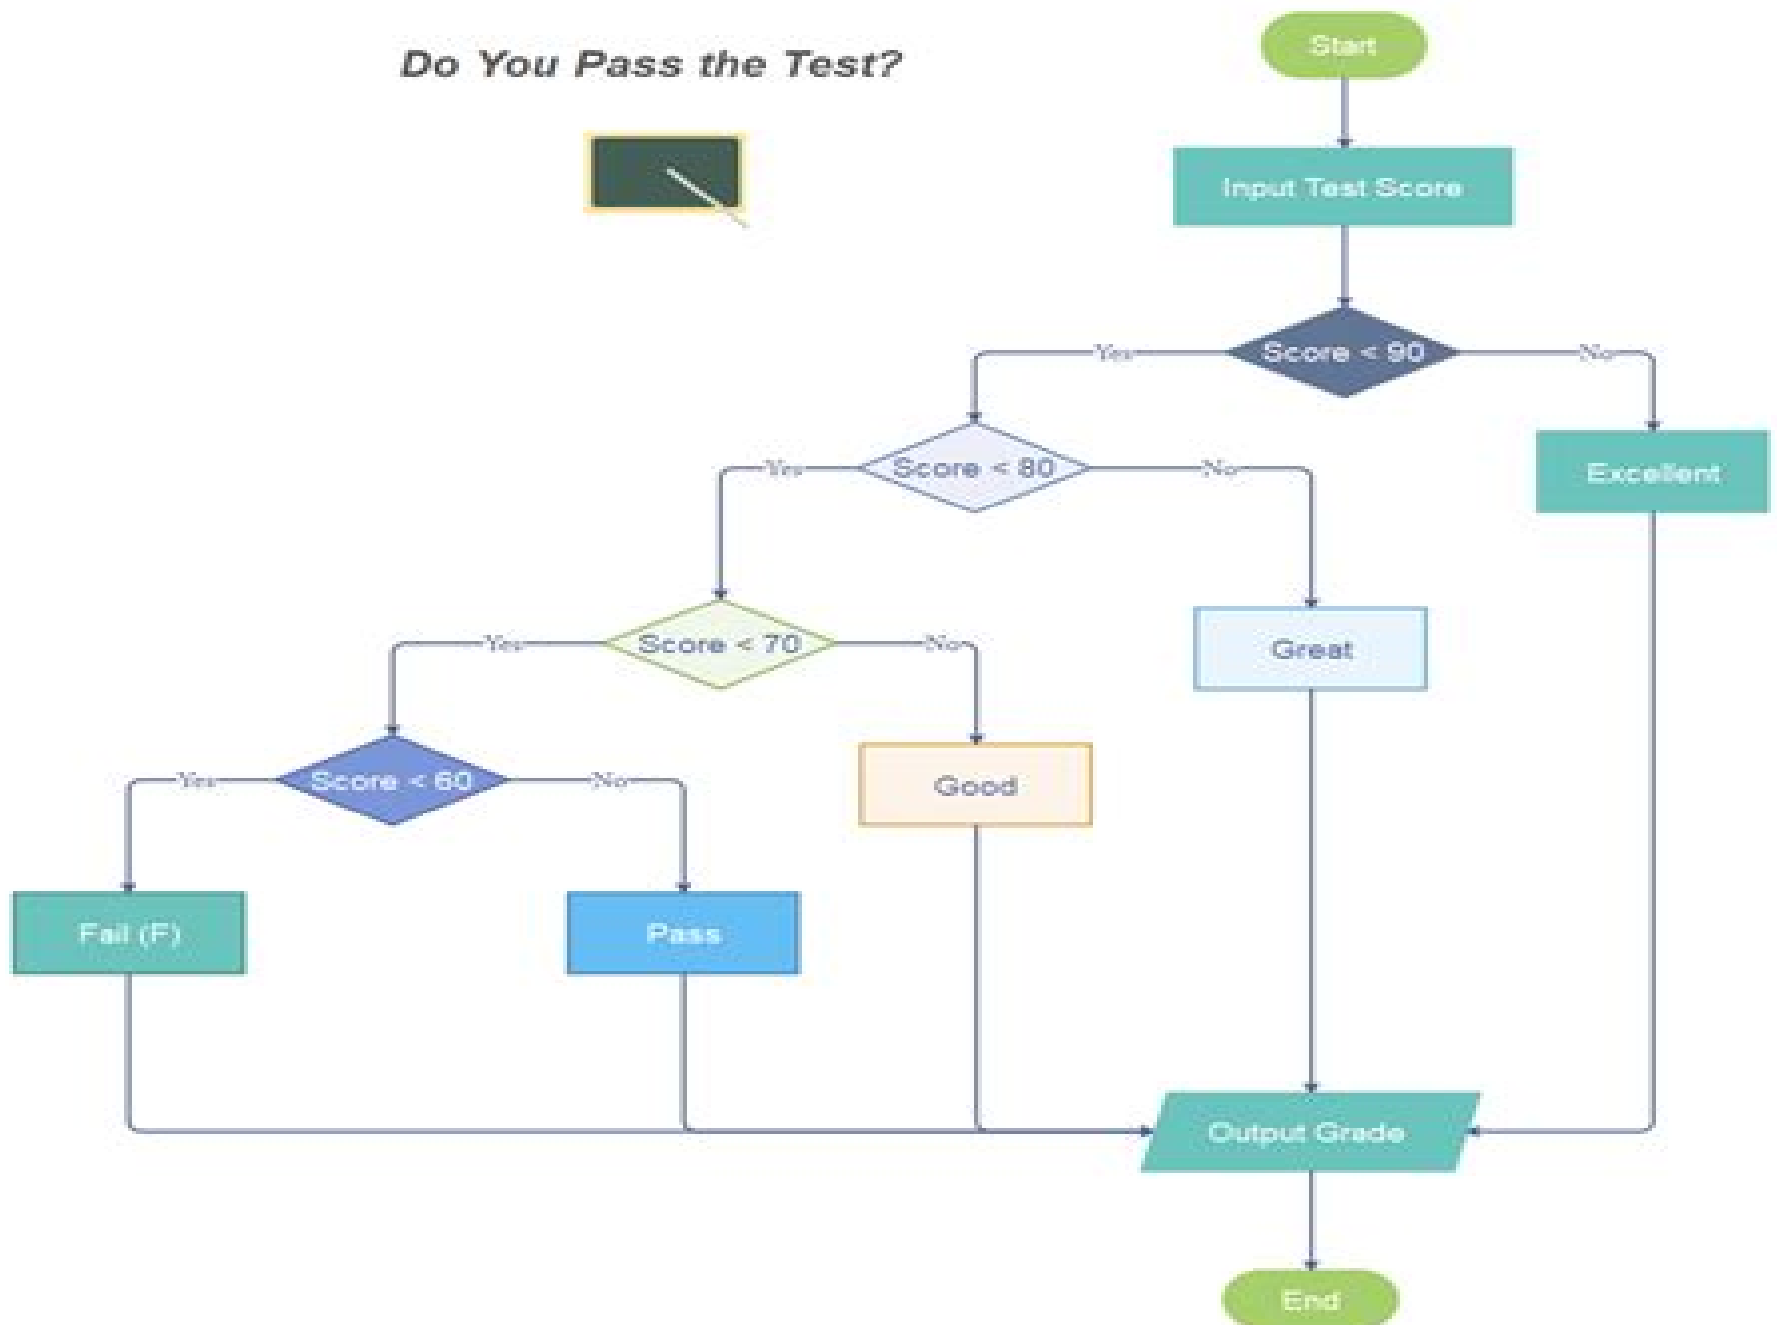 Do You Pass the Test?
Start
Input Test Score
Score < 90
Yes
No
Score < 80
Yes
No
Excellent
Score < 70
Yes
No
Great
Score < 60
Yes
No
Good
Fail (F)
Pass
Output Grade
End